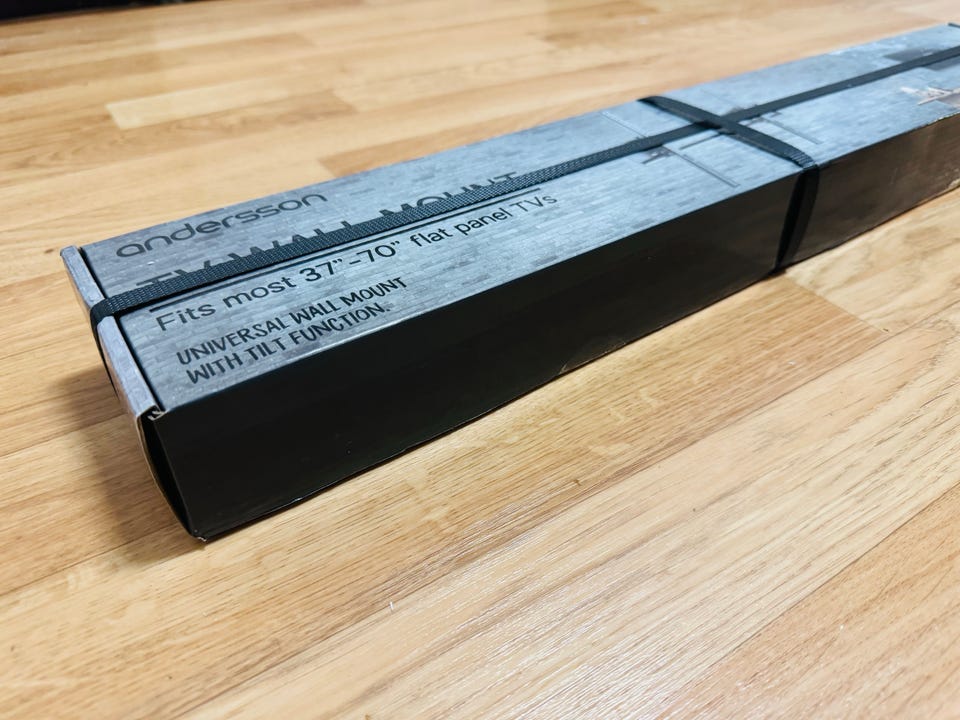 andersson
TV WALL MOUNT
Fits most 37"-70" flat panel TVs
UNIVERSAL WALL MOUNT
WITH TILT FUNCTION.